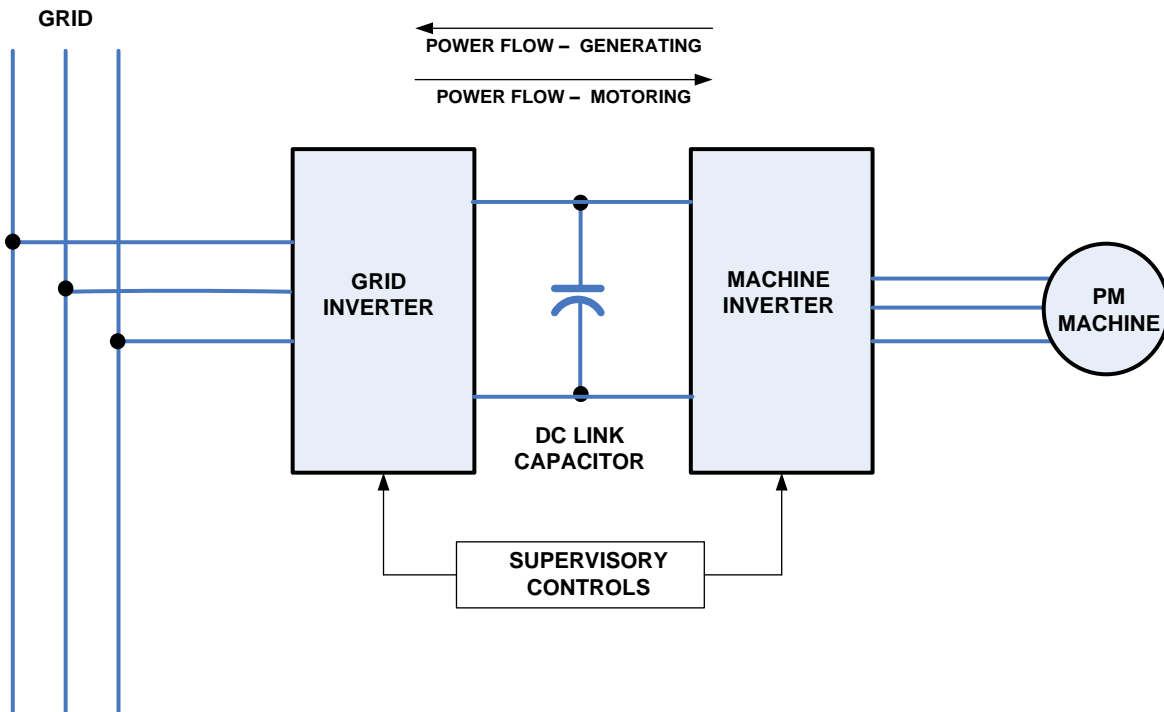 GRID
POWER FLOW – GENERATING
POWER FLOW – MOTORING
GRID
INVERTER
MACHINE
INVERTER
PM
MACHINE
DC LINK
CAPACITOR
SUPERVISORY
CONTROLS